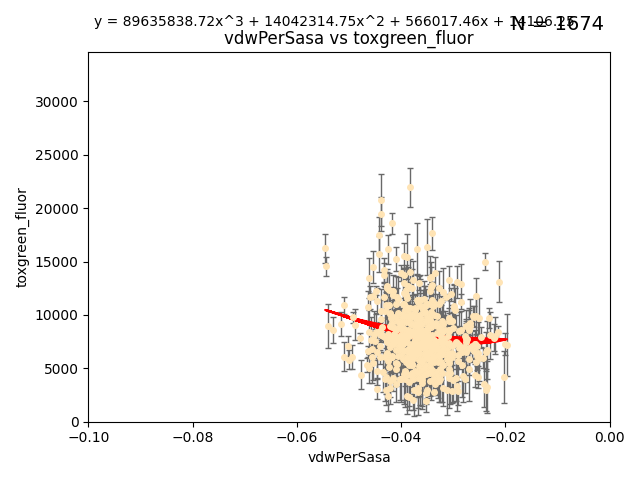 y = 89635838.72x^3 + 14042314.75x^2 + 566017.46x +
N = 1674
vdwPerSasa vs toxgreen_fluor
toxgreen_fluor
30000
25000
20000
15000
10000
5000
0
−0.10
−0.08
−0.06
−0.04
−0.02
0.00
vdwPerSasa